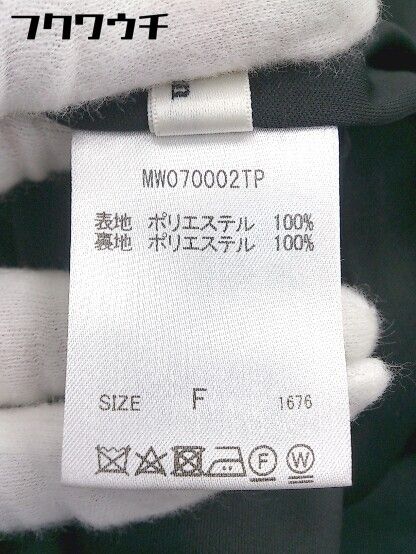 フクワウチ
MW070002TP
表地 ポリエステル 100%
裏地 ポリエステル 100%
SIZE F 1676
F W